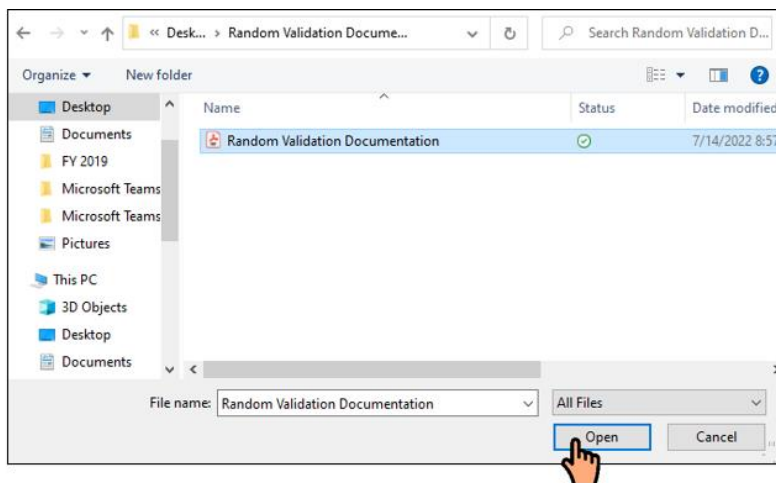 « Desk... › Random Validation Docume...
Search Random Validation D...
Organize
New folder
Name
Status
Date modified
Desktop
Documents
FY 2019
Microsoft Teams
Microsoft Teams
Pictures
This PC
3D Objects
Desktop
Documents
Random Validation Documentation
7/14/2022 8:57
File name:
Random Validation Documentation
All Files
Open
Cancel